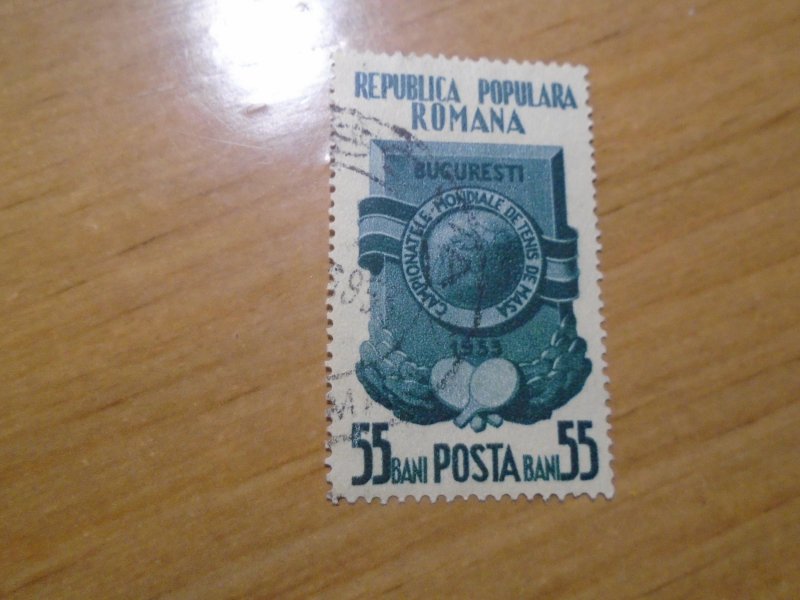 REPUBLICA POPULARA
ROMANA
BUCURESTI
CAMPIONATELE · MONDIALE DE TENIS DE MASA
1953
55 BANI POSTA BANI 55